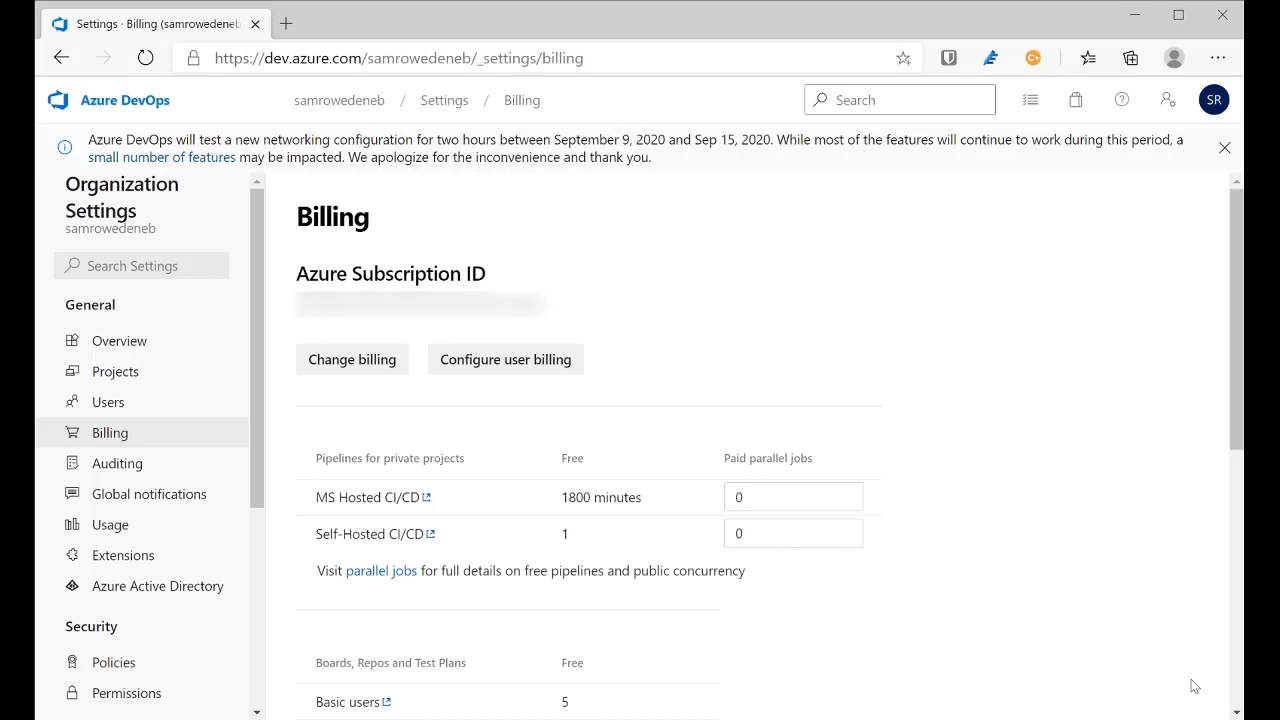 Settings · Billing (samrowedeneb
https://dev.azure.com/samrowedeneb/_settings/billing
Azure DevOps
samrowedeneb / Settings / Billing
Search
SR
Azure DevOps will test a new networking configuration for two hours between September 9, 2020 and Sep 15, 2020. While most of the features will continue to work during this period, a
small number of features may be impacted. We apologize for the inconvenience and thank you.
Organization
Settings
samrowedeneb
Search Settings
General
Overview
Projects
Users
Billing
Auditing
Global notifications
Usage
Extensions
Azure Active Directory
Security
Policies
Permissions
Billing
Azure Subscription ID
Change billing Configure user billing
Pipelines for private projects Free Paid parallel jobs
MS Hosted CI/CD 1800 minutes 0
Self-Hosted CI/CD 1 0
Visit parallel jobs for full details on free pipelines and public concurrency
Boards, Repos and Test Plans Free
Basic users 5